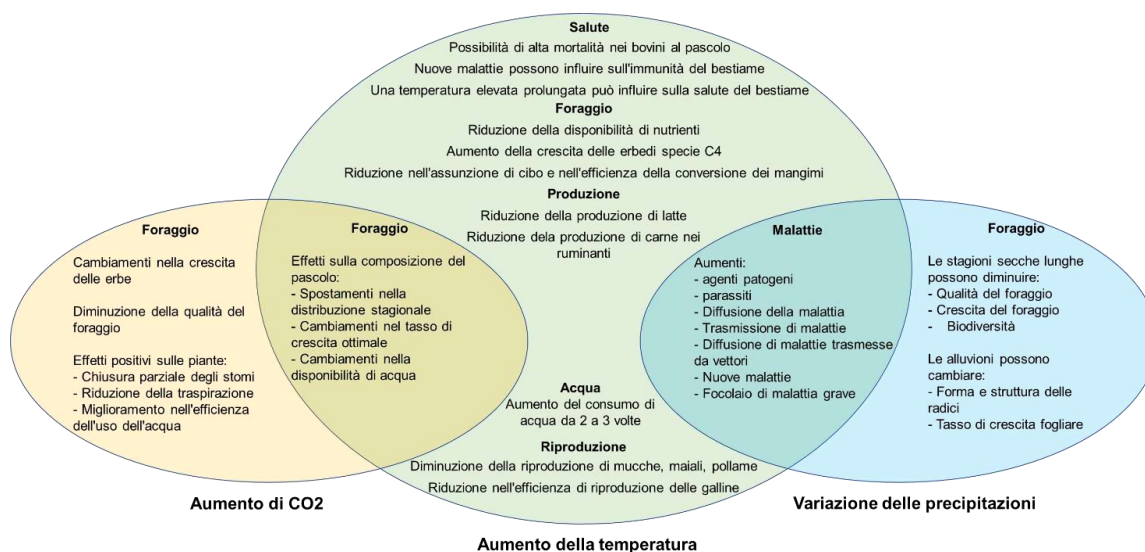 Salute
Possibilità di alta mortalità nei bovini al pascolo
Nuove malattie possono influire sull'immunità del bestiame
Una temperatura elevata prolungata può influire sulla salute del bestiame
Foraggio
Riduzione della disponibilità di nutrienti
Aumento della crescita delle erbedi specie C4
Riduzione nell'assunzione di cibo e nell'efficienza della conversione dei mangimi
Produzione
Riduzione della produzione di latte
Riduzione dela produzione di carne nei
ruminanti
Foraggio
Cambiamenti nella crescita
delle erbe
Diminuzione della qualità del
foraggio
Effetti positivi sulle piante:
- Chiusura parziale degli stomi
- Riduzione della traspirazione
- Miglioramento nell'efficienza
dell'uso dell'acqua
Foraggio
Effetti sulla composizione del
pascolo:
- Spostamenti nella
distribuzione stagionale
- Cambiamenti nel tasso di
crescita ottimale
- Cambiamenti nella
disponibilità di acqua
Malattie
Aumenti:
- agenti patogeni
- parassiti
- Diffusione della malattia
- Trasmissione di malattie
- Diffusione di malattie trasmesse
da vettori
- Nuove malattie
- Focolaio di malattia grave
Foraggio
Le stagioni secche lunghe
possono diminuire:
- Qualità del foraggio
- Crescita del foraggio
- Biodiversità
Le alluvioni possono
cambiare:
- Forma e struttura delle
radici
- Tasso di crescita fogliare
Acqua
Aumento del consumo di
acqua da 2 a 3 volte
Riproduzione
Diminuzione della riproduzione di mucche, maiali, pollame
Riduzione nell'efficienza di riproduzione delle galline
Aumento di CO2
Variazione delle precipitazioni
Aumento della temperatura